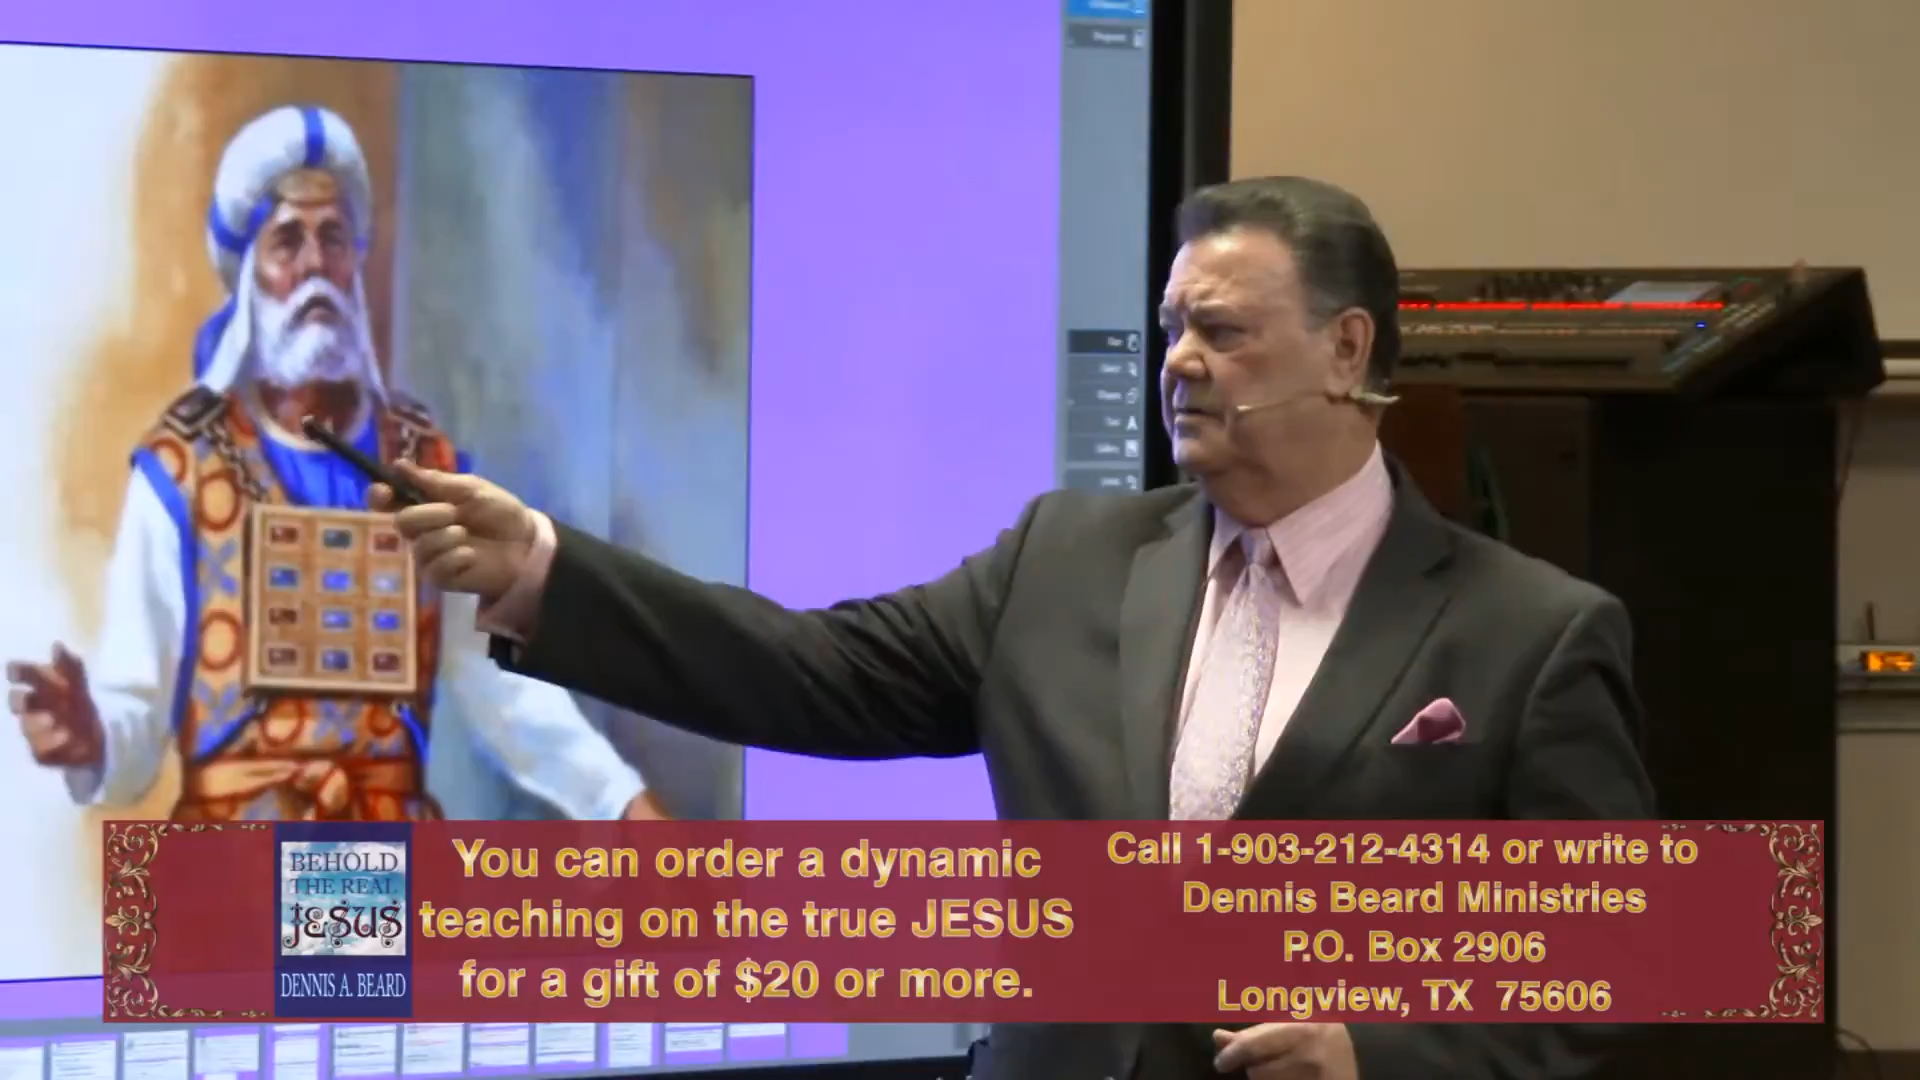 BEHOLD
THE REAL
JESUS
DENNIS A. BEARD
You can order a dynamic
teaching on the true JESUS
for a gift of $20 or more.
Call 1-903-212-4314 or write to
Dennis Beard Ministries
P.O. Box 2906
Longview, TX 75606